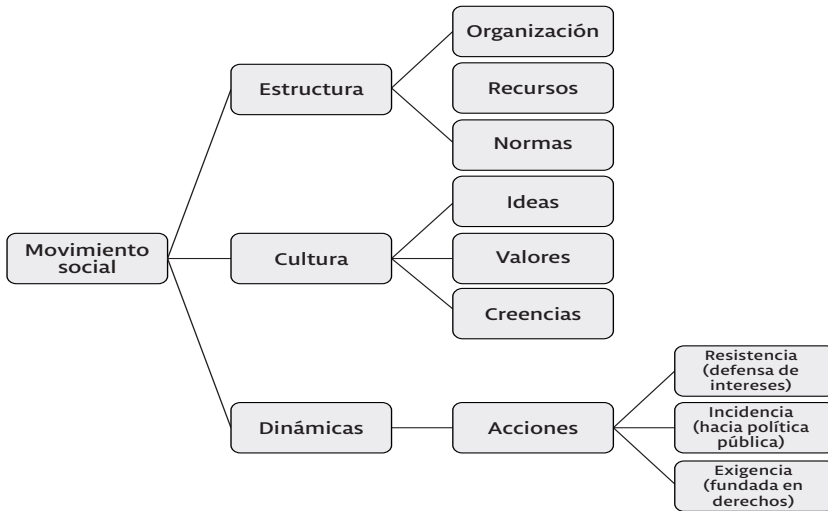 Movimiento
social
Estructura
Organización
Recursos
Normas
Cultura
Ideas
Valores
Creencias
Dinámicas
Acciones
Resistencia
(defensa de
intereses)
Incidencia
(hacia política
pública)
Exigencia
(fundada en
derechos)